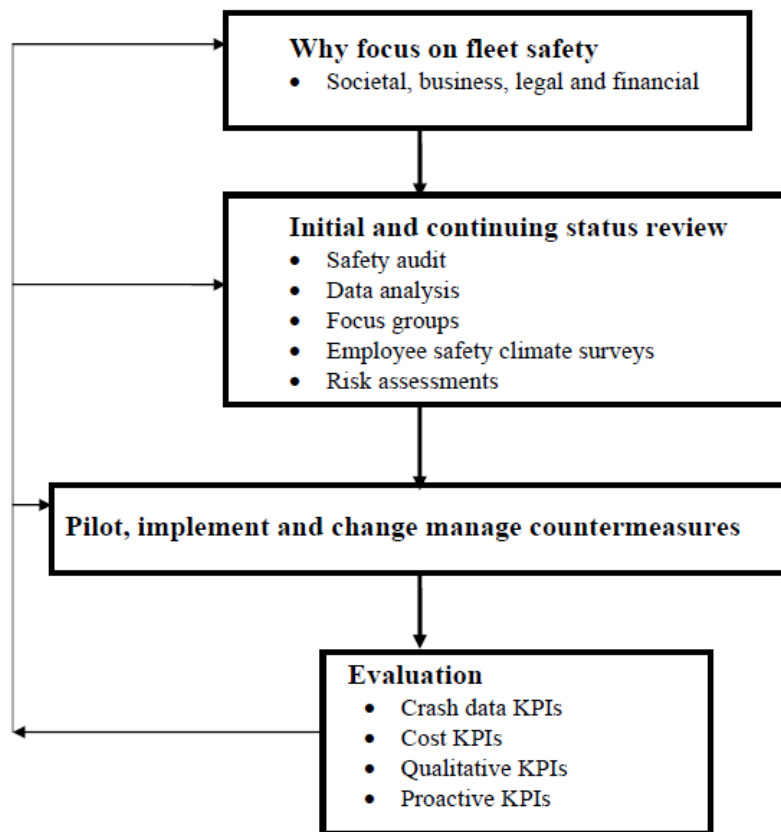 Why focus on fleet safety
• Societal, business, legal and financial
Initial and continuing status review
• Safety audit
• Data analysis
• Focus groups
• Employee safety climate surveys
• Risk assessments
Pilot, implement and change manage countermeasures
Evaluation
• Crash data KPIs
• Cost KPIs
• Qualitative KPIs
• Proactive KPIs